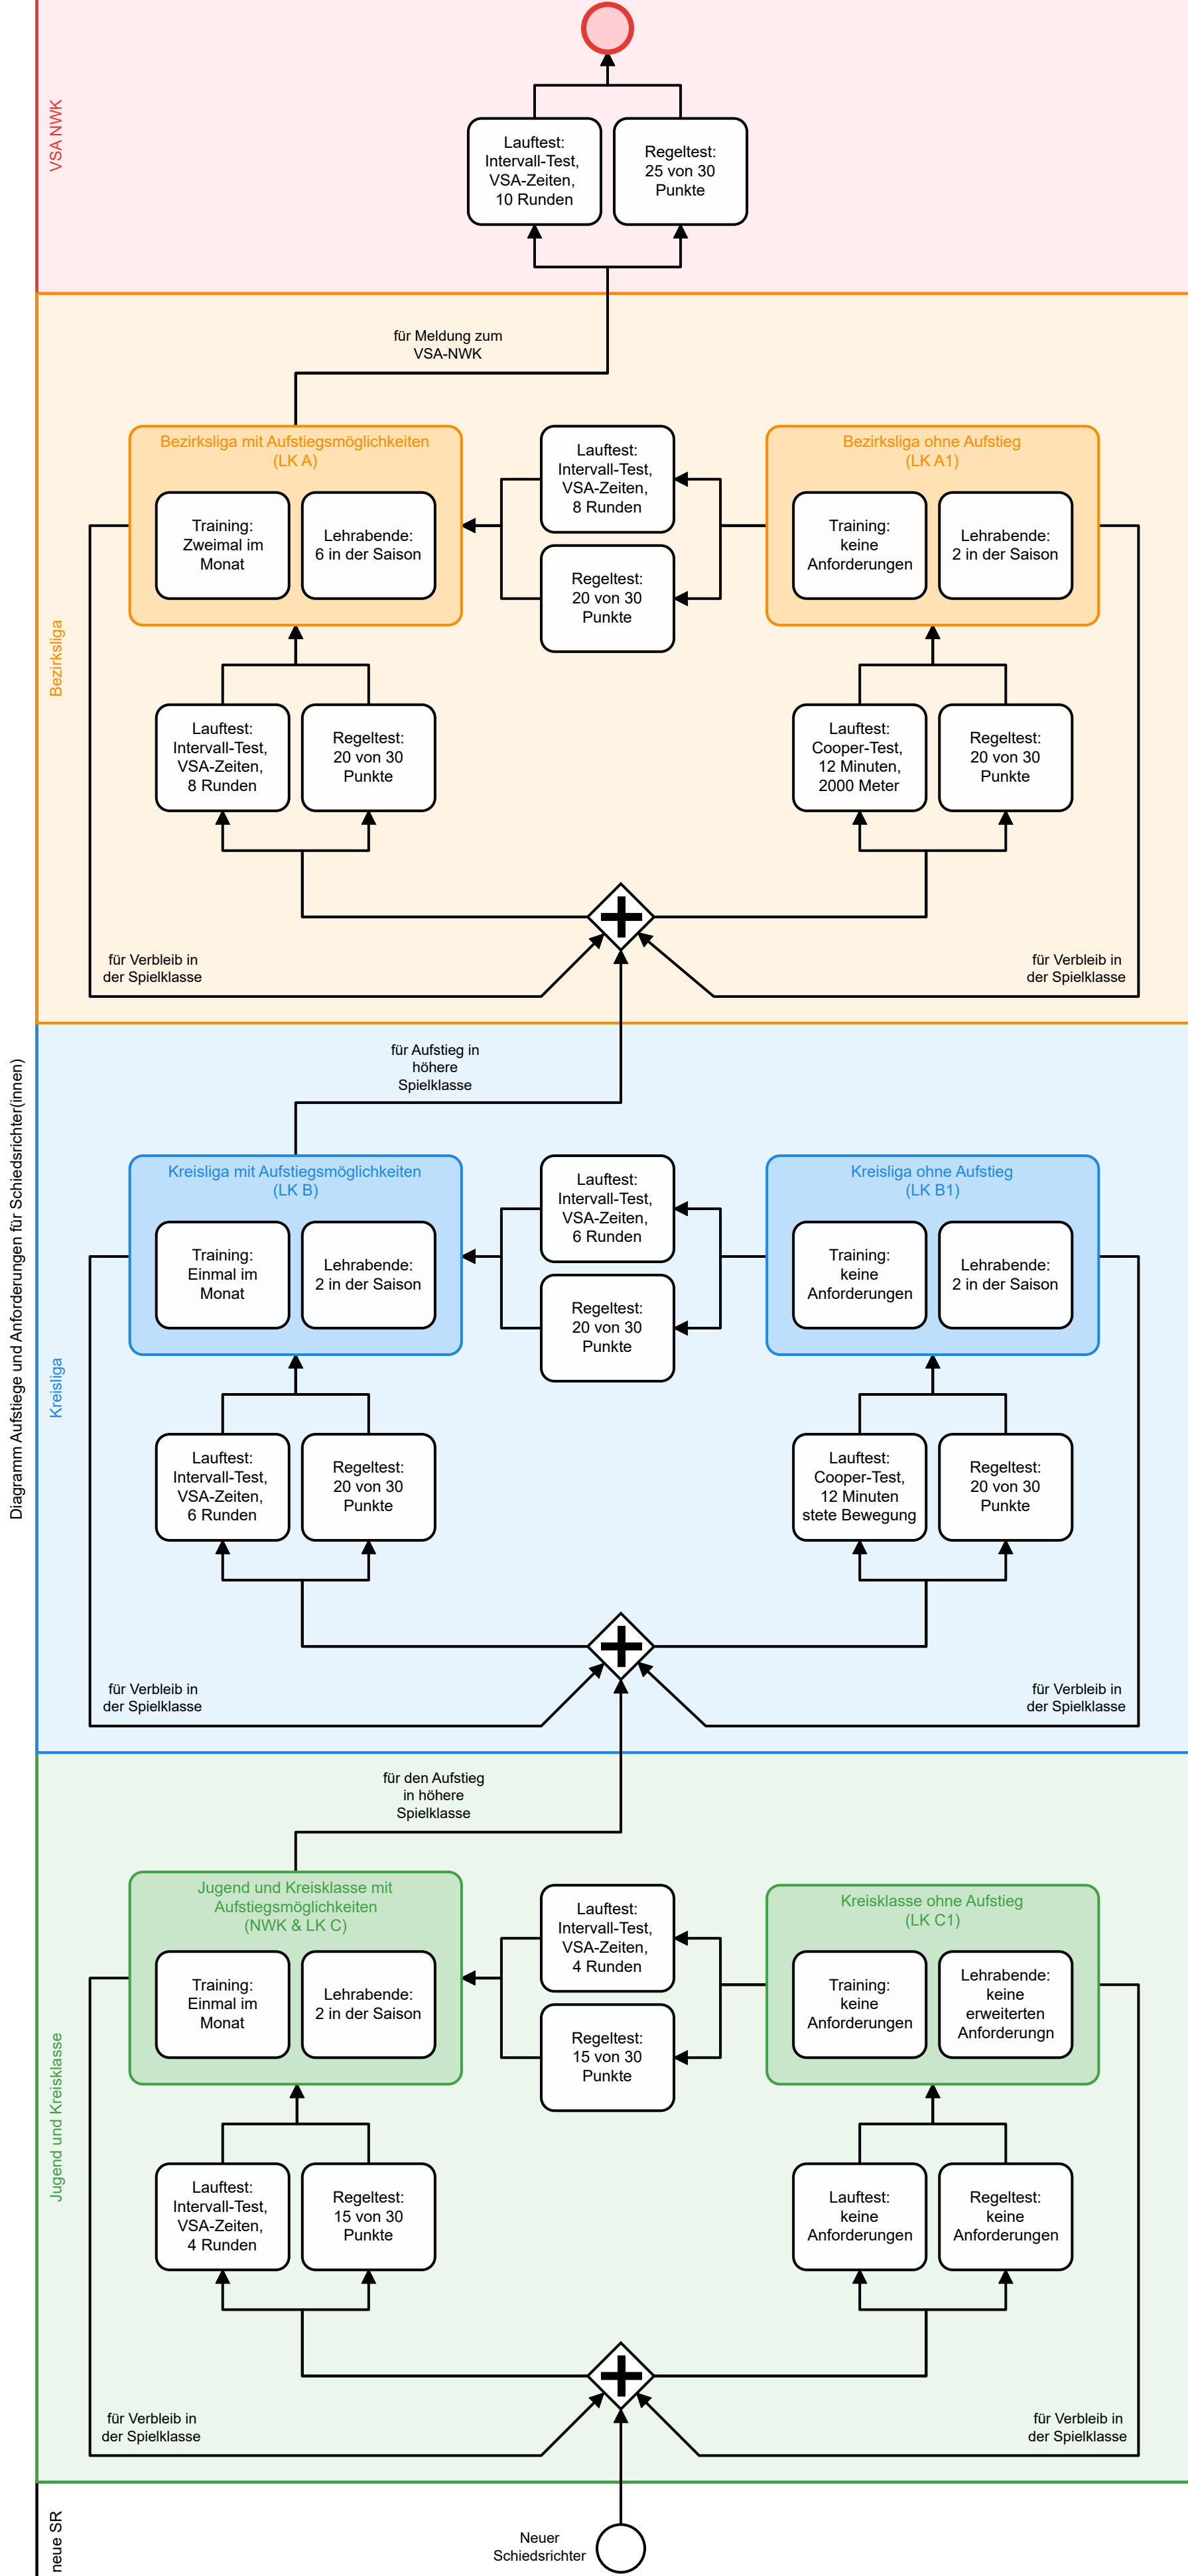 Diagramm Aufstiege und Anforderungen für Schiedsrichter(innen)
VSA NWK
Lauftest:
Intervall-Test,
VSA-Zeiten,
10 Runden
Regeltest:
25 von 30
Punkte
Bezirksliga
für Meldung zum
VSA-NWK
Bezirksliga mit Aufstiegsmöglichkeiten
(LK A)
Training:
Zweimal im
Monat
Lehrabende:
6 in der Saison
Lauftest:
Intervall-Test,
VSA-Zeiten,
8 Runden
Regeltest:
20 von 30
Punkte
Bezirksliga ohne Aufstieg
(LK A1)
Training:
keine
Anforderungen
Lehrabende:
2 in der Saison
Lauftest:
Intervall-Test,
VSA-Zeiten,
8 Runden
Regeltest:
20 von 30
Punkte
Lauftest:
Cooper-Test,
12 Minuten,
2000 Meter
Regeltest:
20 von 30
Punkte
für Verbleib in
der Spielklasse
für Verbleib in
der Spielklasse
Kreisliga
für Aufstieg in
höhere
Spielklasse
Kreisliga mit Aufstiegsmöglichkeiten
(LK B)
Training:
Einmal im
Monat
Lehrabende:
2 in der Saison
Lauftest:
Intervall-Test,
VSA-Zeiten,
6 Runden
Regeltest:
20 von 30
Punkte
Kreisliga ohne Aufstieg
(LK B1)
Training:
keine
Anforderungen
Lehrabende:
2 in der Saison
Lauftest:
Intervall-Test,
VSA-Zeiten,
6 Runden
Regeltest:
20 von 30
Punkte
Lauftest:
Cooper-Test,
12 Minuten
stete Bewegung
Regeltest:
20 von 30
Punkte
für Verbleib in
der Spielklasse
für Verbleib in
der Spielklasse
Jugend und Kreisklasse
für den Aufstieg
in höhere
Spielklasse
Jugend und Kreisklasse mit
Aufstiegsmöglichkeiten
(NWK & LK C)
Training:
Einmal im
Monat
Lehrabende:
2 in der Saison
Lauftest:
Intervall-Test,
VSA-Zeiten,
4 Runden
Regeltest:
15 von 30
Punkte
Kreisklasse ohne Aufstieg
(LK C1)
Training:
keine
Anforderungen
Lehrabende:
keine
erweiterten
Anforderungn
Lauftest:
Intervall-Test,
VSA-Zeiten,
4 Runden
Regeltest:
15 von 30
Punkte
Lauftest:
keine
Anforderungen
Regeltest:
keine
Anforderungen
für Verbleib in
der Spielklasse
für Verbleib in
der Spielklasse
neue SR
Neuer
Schiedsrichter